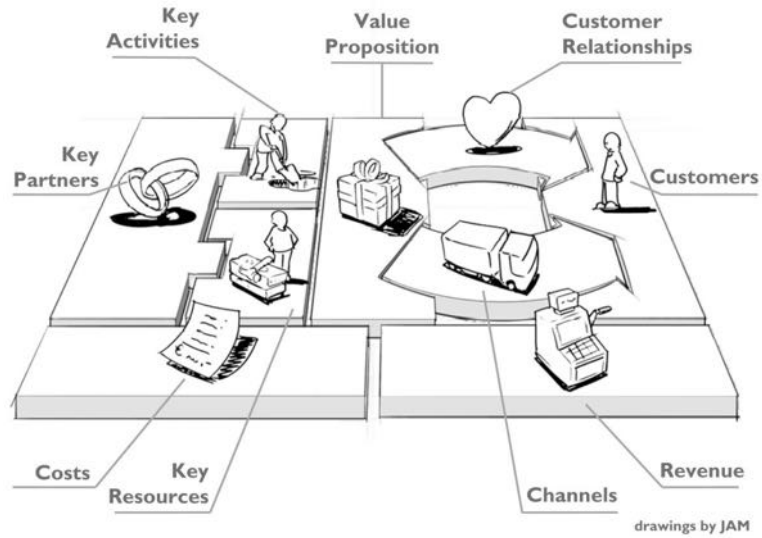 Key
Activities
Value
Proposition
Customer
Relationships
Key
Partners
Customers
Costs
Key
Resources
Channels
Revenue
drawings by JAM